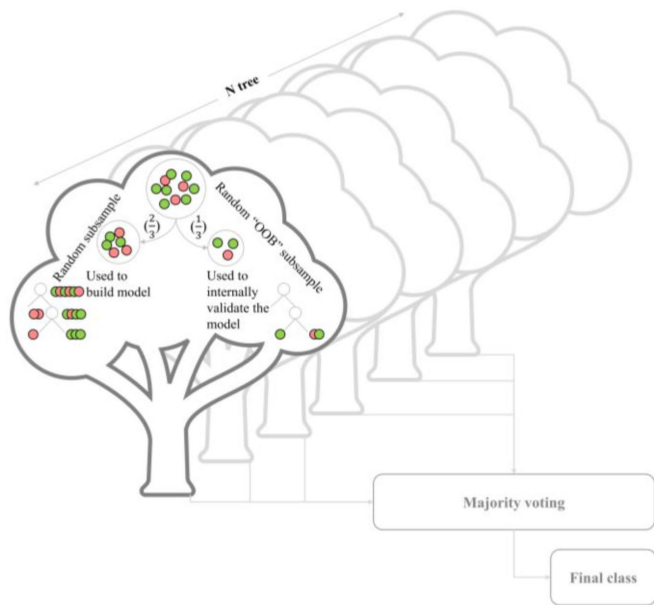 N tree
Random subsample
Random “OOB” subsample
(2/3)
(1/3)
Used to
build model
Used to
internally
validate the
model
Majority voting
Final class